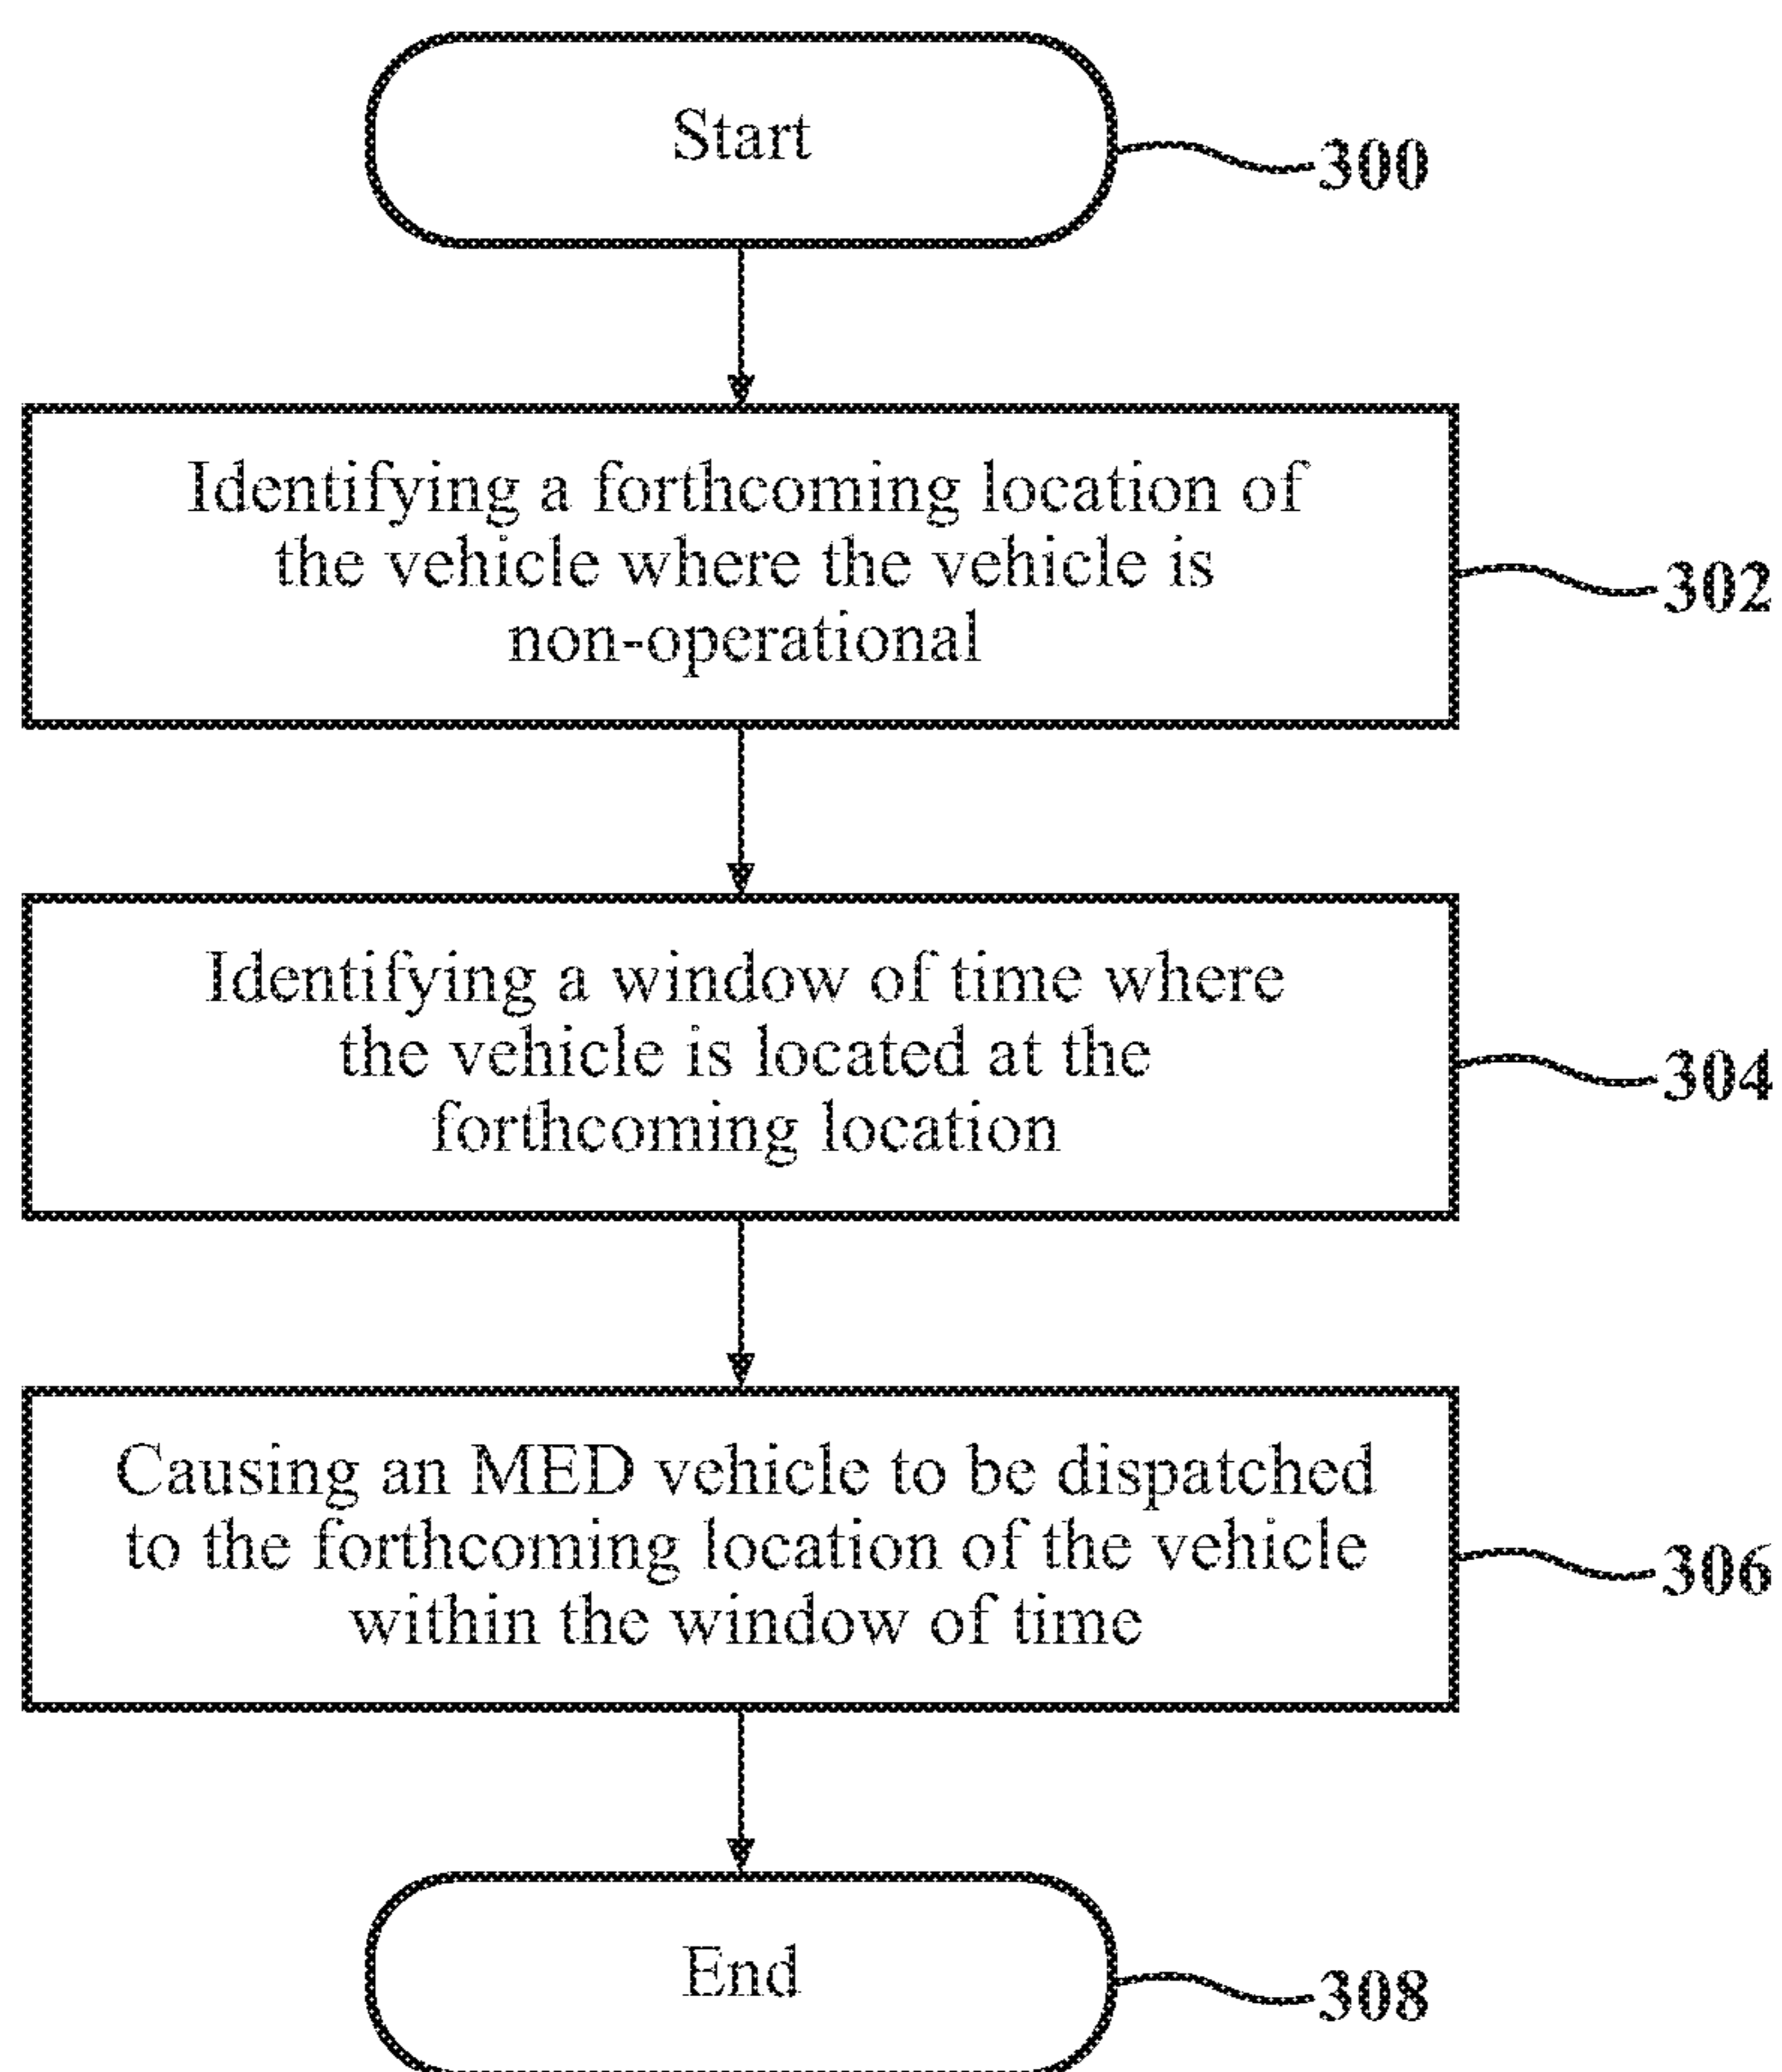 Start
300
Identifying a forthcoming location of
the vehicle where the vehicle is
non-operational
302
Identifying a window of time where
the vehicle is located at the
forthcoming location
304
Causing an MED vehicle to be dispatched
to the forthcoming location of the vehicle
within the window of time
306
End
308